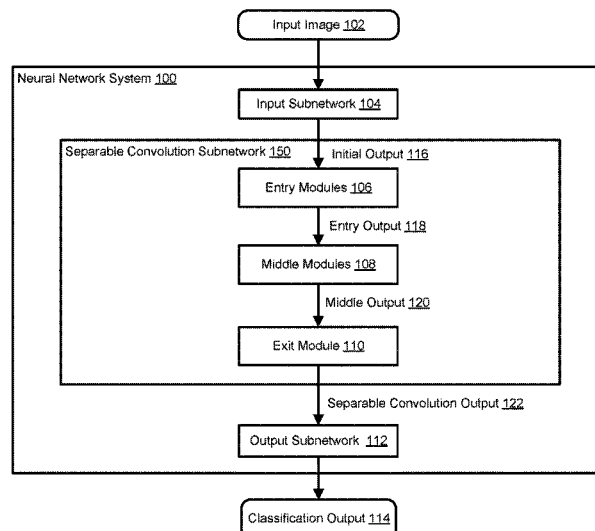 Input Image 102
Neural Network System 100
Input Subnetwork 104
Separable Convolution Subnetwork 150
Initial Output 116
Entry Modules 106
Entry Output 118
Middle Modules 108
Middle Output 120
Exit Module 110
Separable Convolution Output 122
Output Subnetwork 112
Classification Output 114